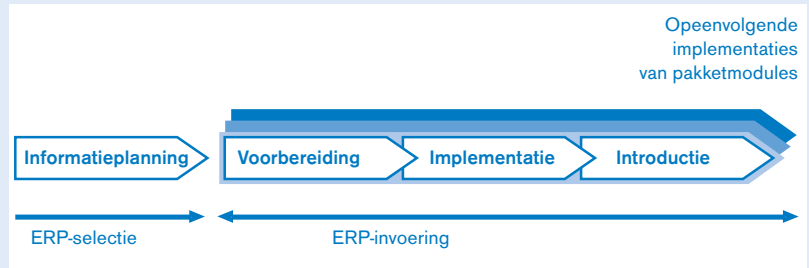 Opeenvolgende
implementaties
van pakketmodules
Informatieplanning
Voorbereiding
Implementatie
Introductie
ERP-selectie
ERP-invoering